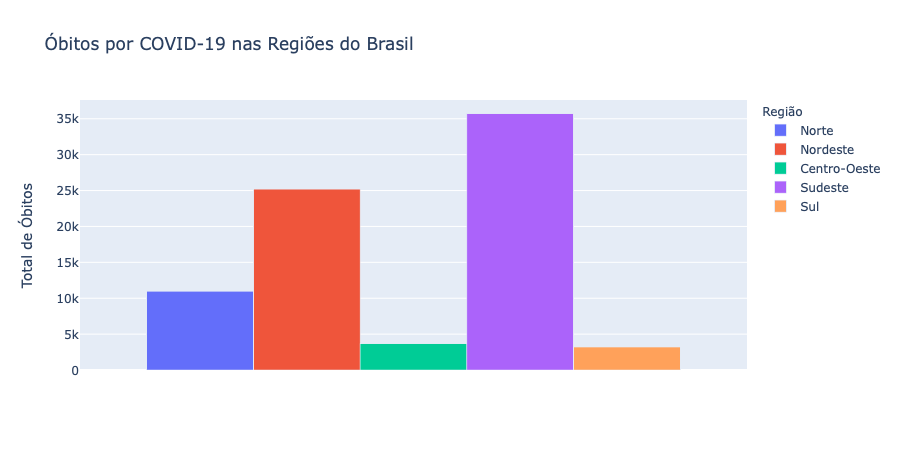 Óbitos por COVID-19 nas Regiões do Brasil
Total de Óbitos
35k
30k
25k
20k
15k
10k
5k
0
Região
Norte
Nordeste
Centro-Oeste
Sudeste
Sul